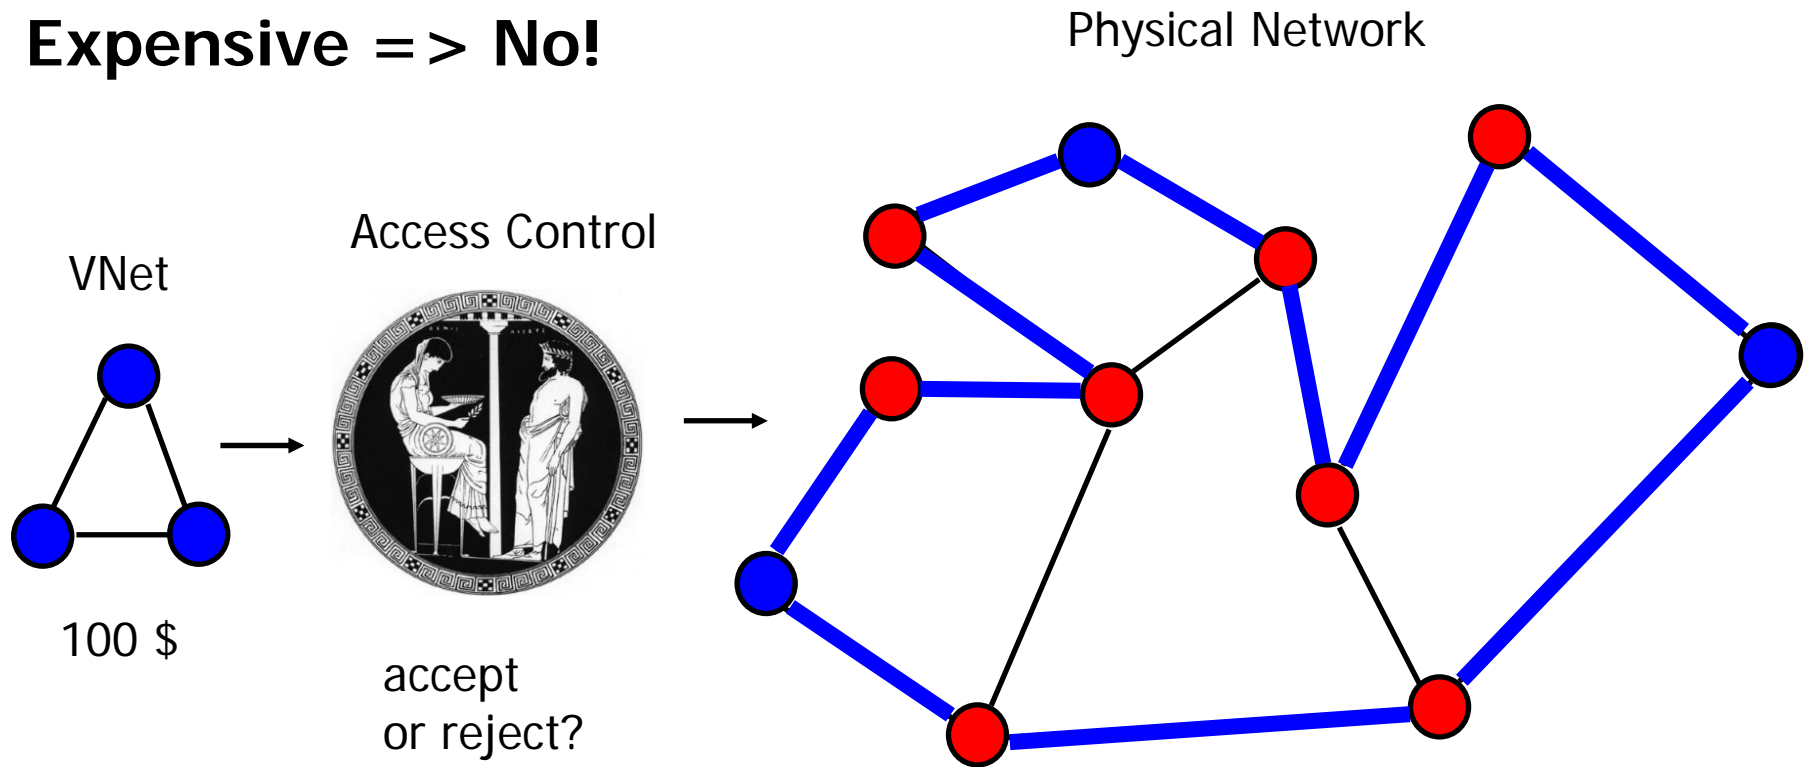 Expensive => No!
Physical Network
Access Control
VNet
100 $
accept
or reject?